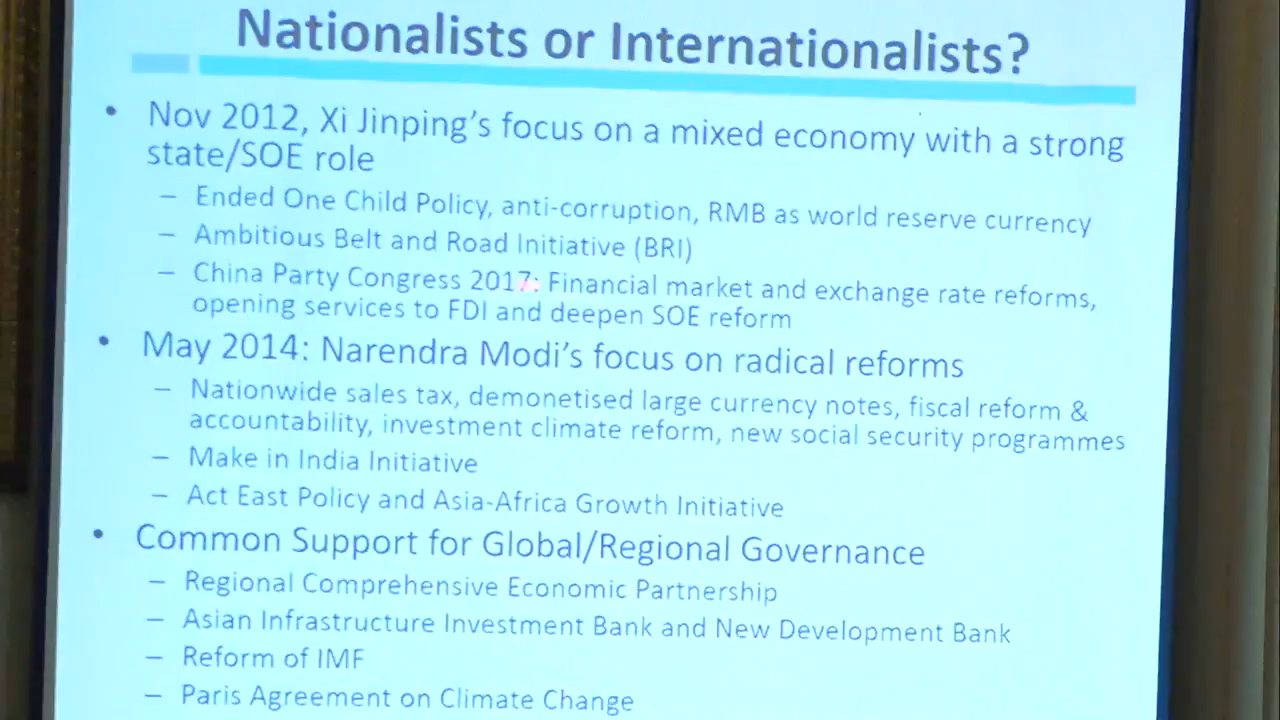 Nationalists or Internationalists?
• Nov 2012, Xi Jinping's focus on a mixed economy with a strong
state/SOE role
– Ended One Child Policy, anti-corruption, RMB as world reserve currency
– Ambitious Belt and Road Initiative (BRI)
– China Party Congress 2017: Financial market and exchange rate reforms,
opening services to FDI and deepen SOE reform
• May 2014: Narendra Modi's focus on radical reforms
– Nationwide sales tax, demonetised large currency notes, fiscal reform &
accountability, investment climate reform, new social security programmes
– Make in India Initiative
– Act East Policy and Asia-Africa Growth Initiative
• Common Support for Global/Regional Governance
– Regional Comprehensive Economic Partnership
– Asian Infrastructure Investment Bank and New Development Bank
– Reform of IMF
– Paris Agreement on Climate Change